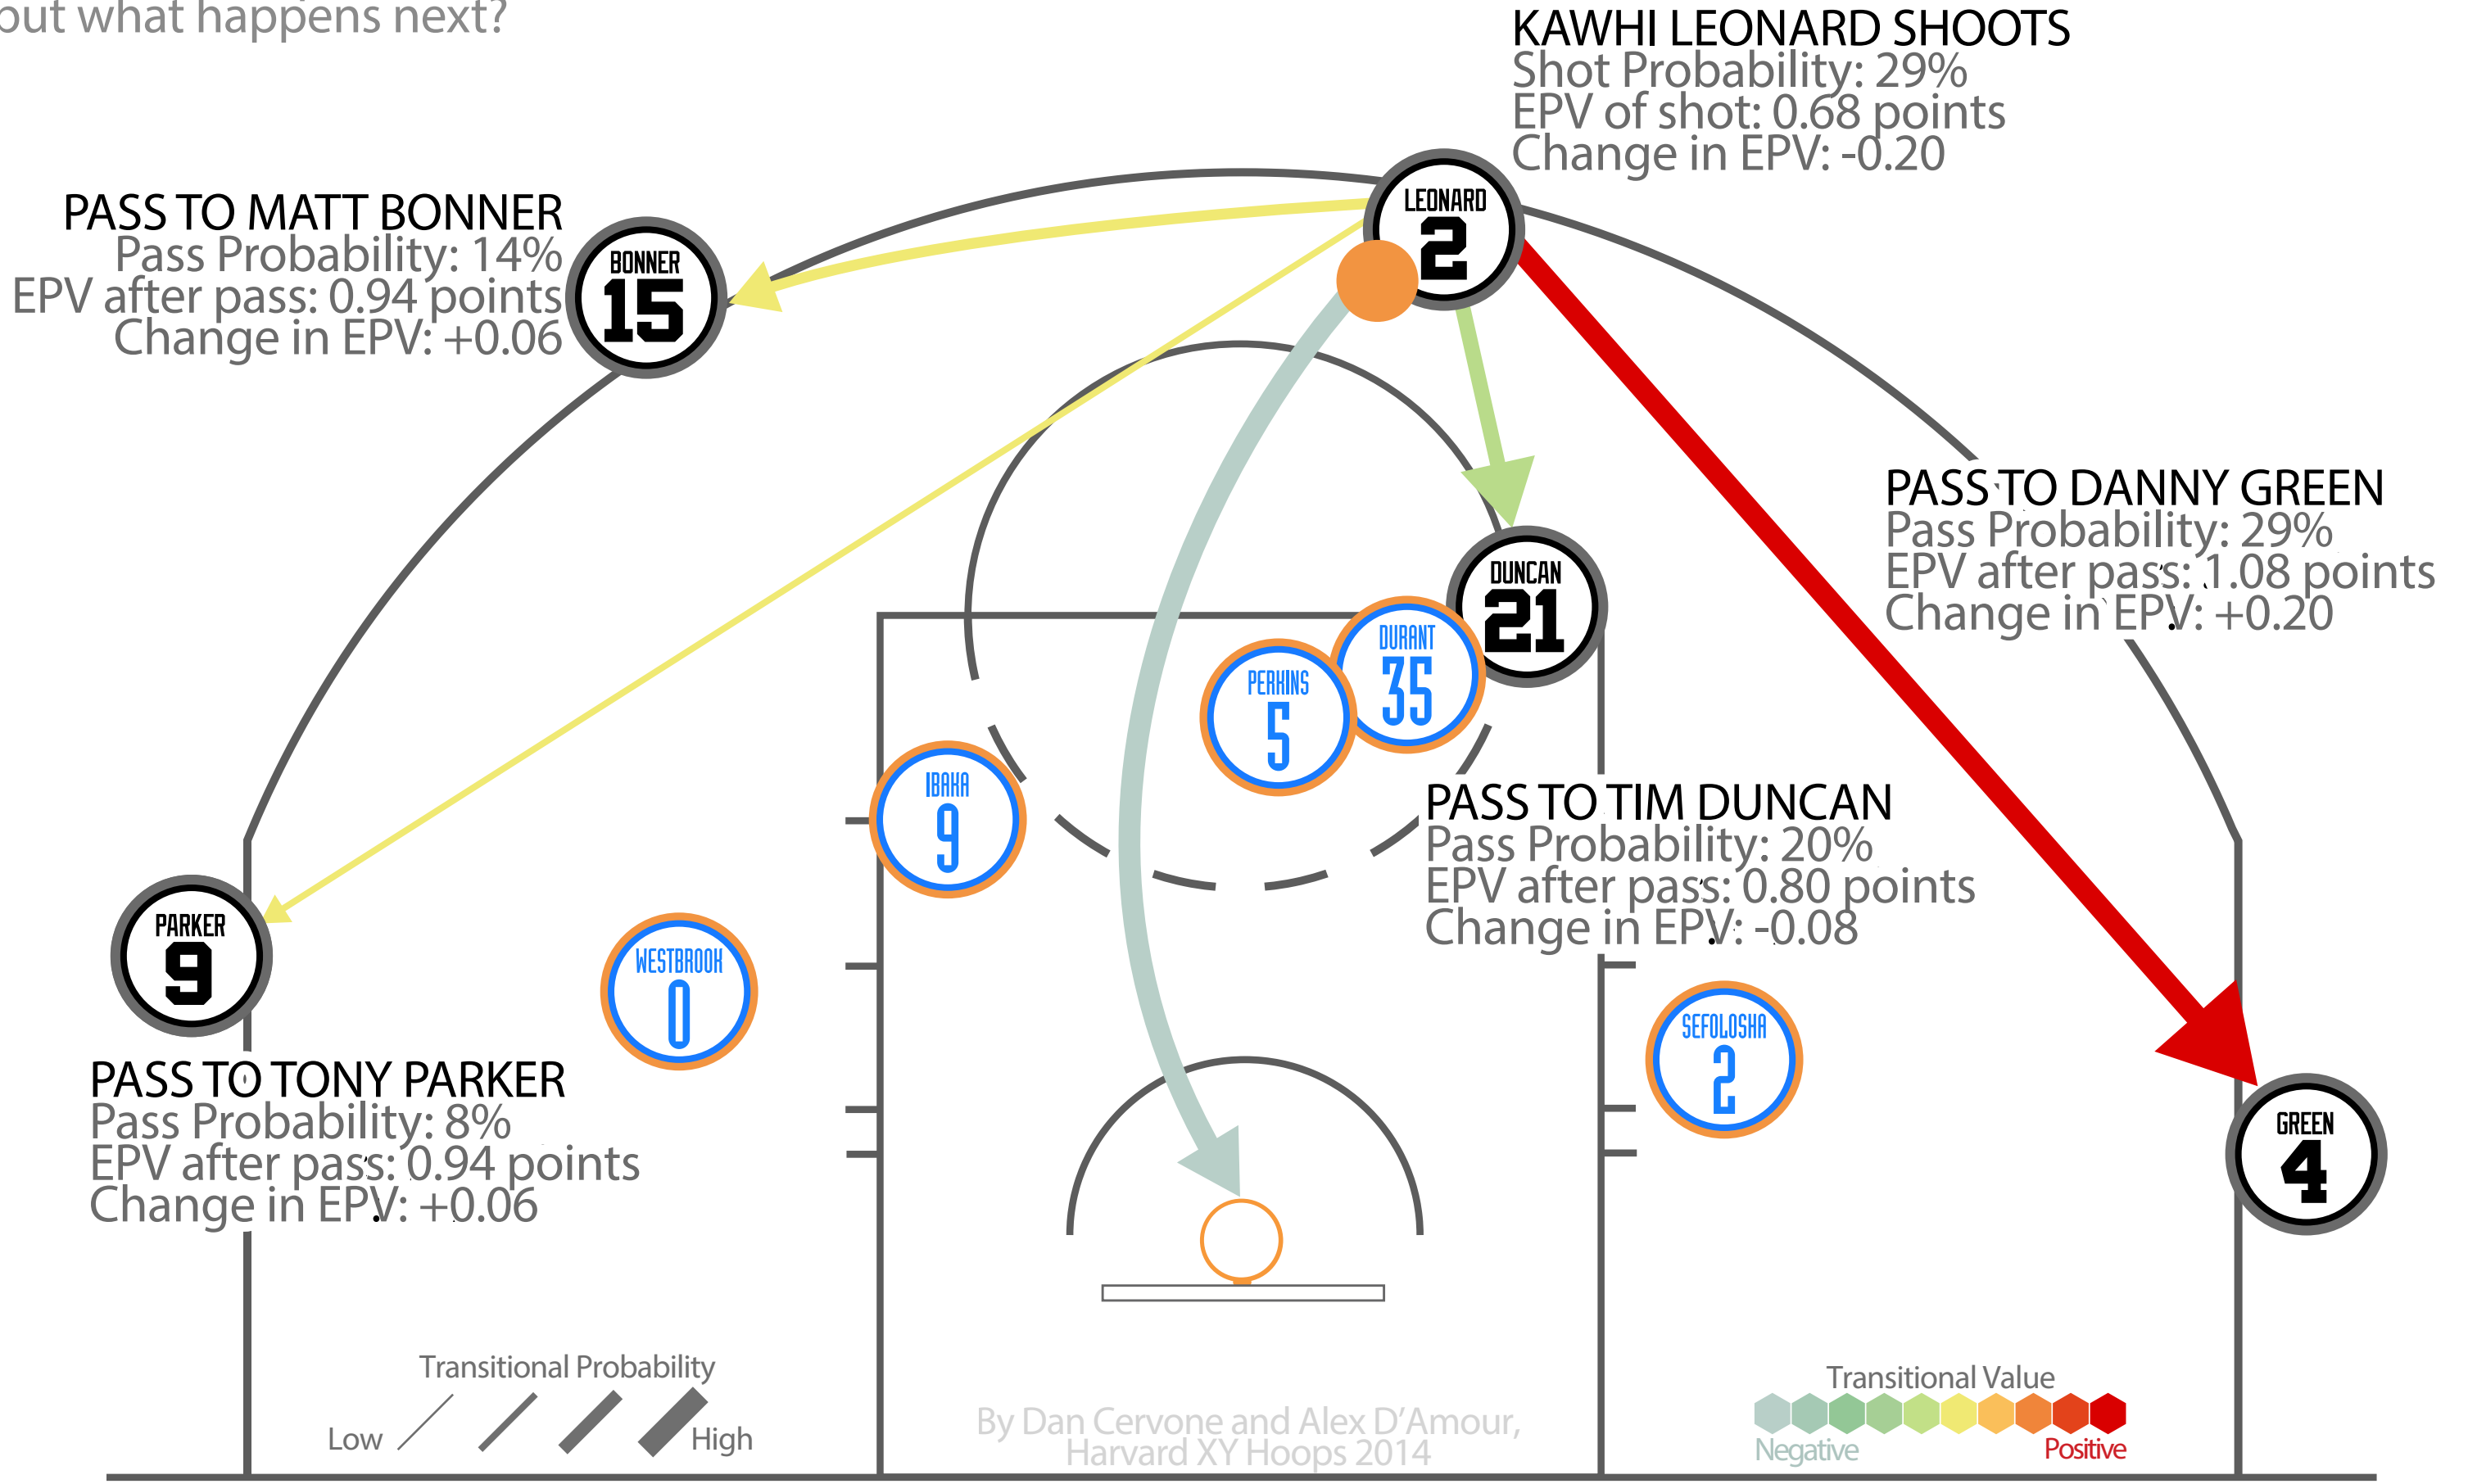 out what happens next?
KAWHI LEONARD SHOOTS
Shot Probability: 29%
EPV of shot: 0.68 points
Change in EPV: -0.20
PASS TO MATT BONNER
Pass Probability: 14%
EPV after pass: 0.94 points
Change in EPV: +0.06
LEONARD
2
BONNER
15
PASS TO DANNY GREEN
Pass Probability: 29%
EPV after pass: 1.08 points
Change in EPV: +0.20
DUNCAN
21
DURANT
35
PERKINS
5
IBAKA
9
PASS TO TIM DUNCAN
Pass Probability: 20%
EPV after pass: 0.80 points
Change in EPV: -0.08
PARKER
9
WESTBROOK
0
SEFOLOSHA
2
PASS TO TONY PARKER
Pass Probability: 8%
EPV after pass: 0.94 points
Change in EPV: +0.06
GREEN
4
Transitional Probability
Low
High
By Dan Cervone and Alex D'Amour,
Harvard XY Hoops 2014
Transitional Value
Negative
Positive